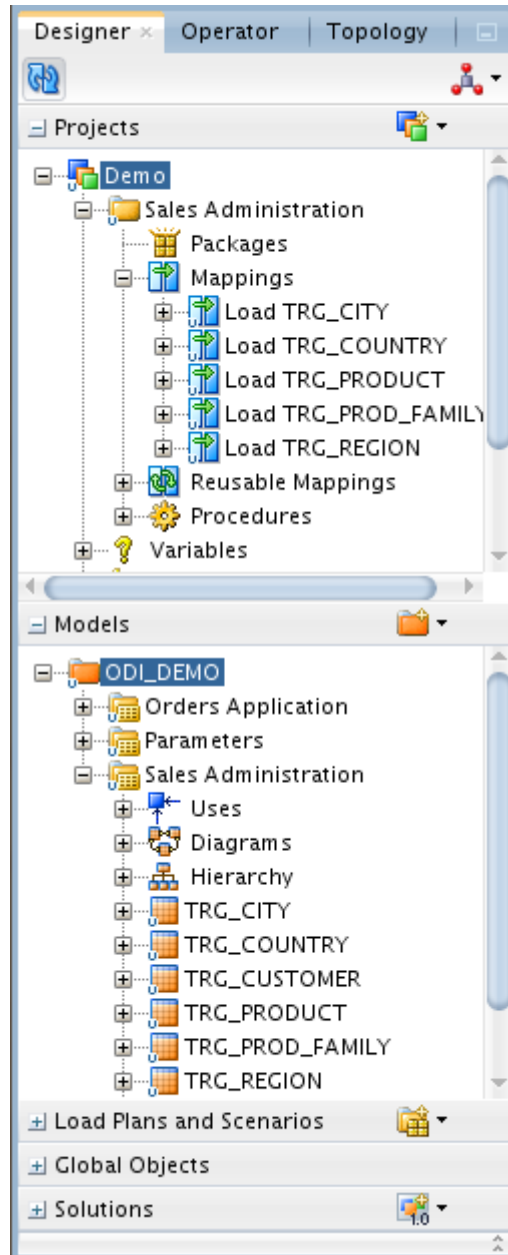 Designer Operator Topology
Projects
Demo
Sales Administration
Packages
Mappings
Load TRG_CITY
Load TRG_COUNTRY
Load TRG_PRODUCT
Load TRG_PROD_FAMILY
Load TRG_REGION
Reusable Mappings
Procedures
Variables
Models
ODI_DEMO
Orders Application
Parameters
Sales Administration
Uses
Diagrams
Hierarchy
TRG_CITY
TRG_COUNTRY
TRG_CUSTOMER
TRG_PRODUCT
TRG_PROD_FAMILY
TRG_REGION
Load Plans and Scenarios
Global Objects
Solutions
1.0